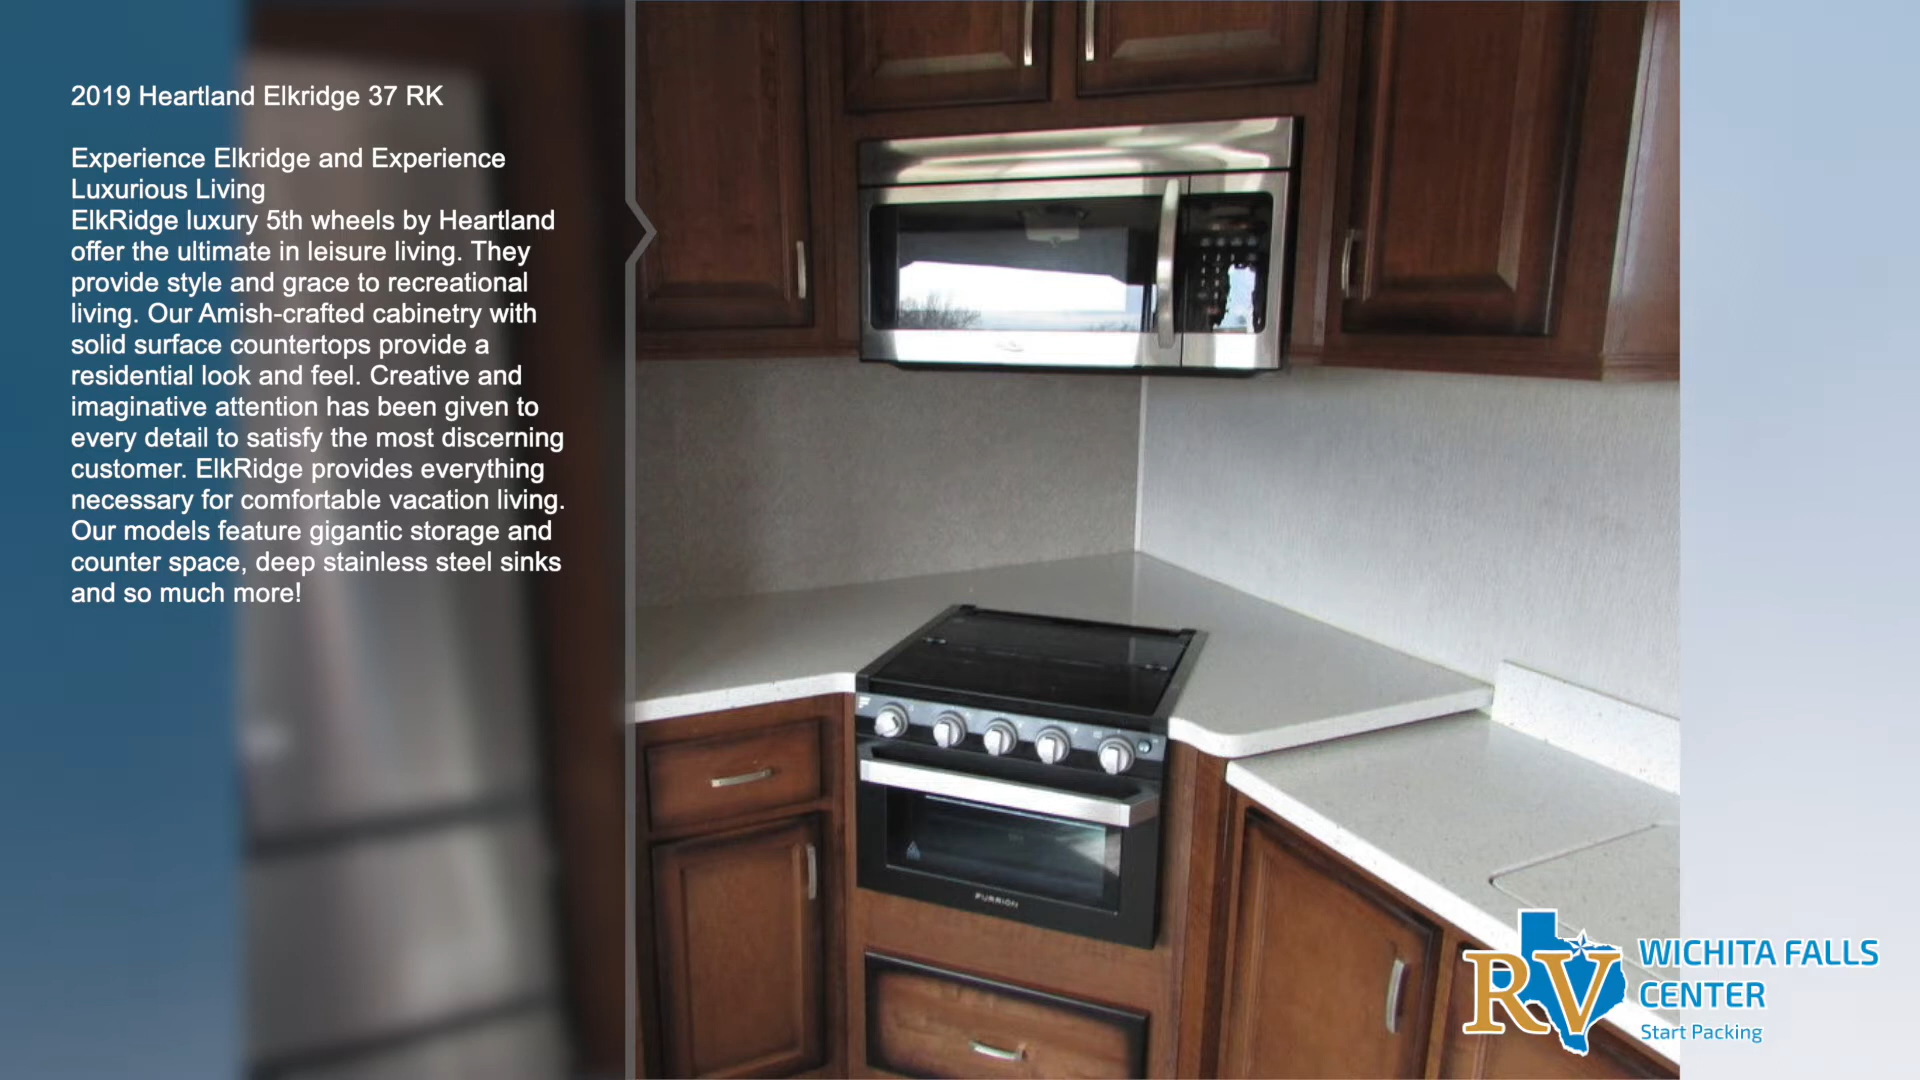 2019 Heartland Elkridge 37 RK
Experience Elkridge and Experience
Luxurious Living
ElkRidge luxury 5th wheels by Heartland
offer the ultimate in leisure living. They
provide style and grace to recreational
living. Our Amish-crafted cabinetry with
solid surface countertops provide a
residential look and feel. Creative and
imaginative attention has been given to
every detail to satisfy the most discerning
customer. ElkRidge provides everything
necessary for comfortable vacation living.
Our models feature gigantic storage and
counter space, deep stainless steel sinks
and so much more!
FURRION
RV
WICHITA FALLS
CENTER
Start Packing